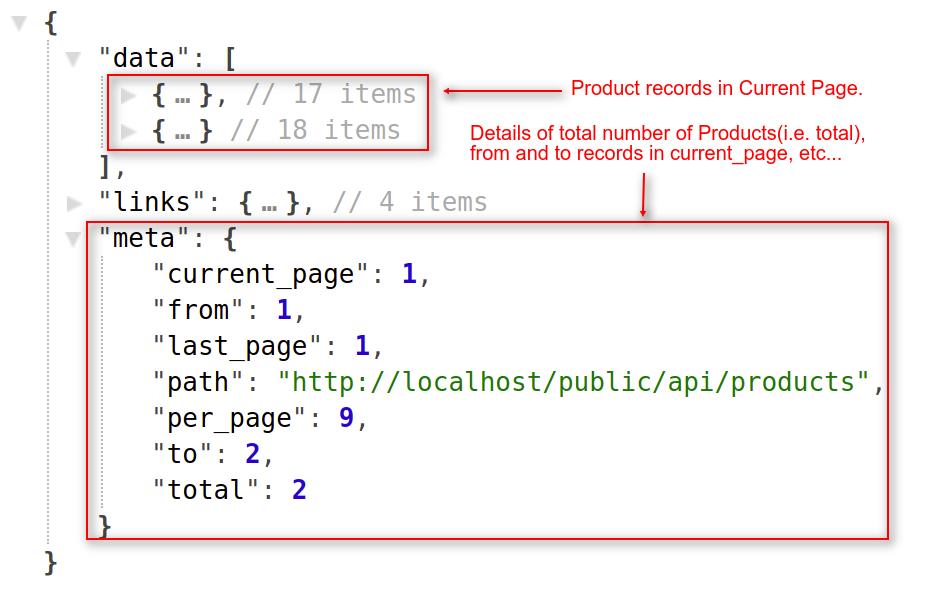 {
"data": [
{ … }, // 17 items
Product records in Current Page.
{ … } // 18 items
Details of total number of Products(i.e. total),
from and to records in current_page, etc...
],
"links": { … }, // 4 items
"meta": {
"current_page": 1,
"from": 1,
"last_page": 1,
"path": "http://localhost/public/api/products",
"per_page": 9,
"to": 2,
"total": 2
}
}